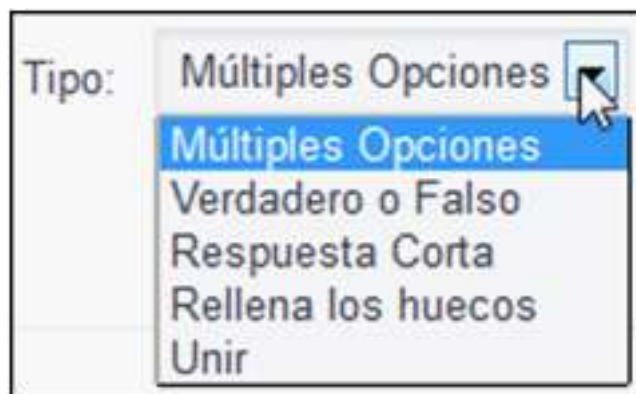 Tipo: Múltiples Opciones
Múltiples Opciones
Verdadero o Falso
Respuesta Corta
Rellena los huecos
Unir